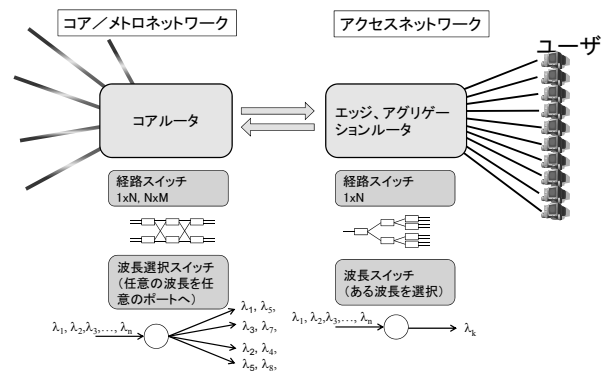 コア／メトロネットワーク
アクセスネットワーク
ユーザ
コアルータ
エッジ、アグリゲー
ションルータ
経路スイッチ
1xN, NxM
経路スイッチ
1xN
波長選択スイッチ
（任意の波長を任
意のポートへ）
波長スイッチ
（ある波長を選択）
λ1, λ2,λ3,…, λn
λ1, λ5,
λ3, λ7,
λ2, λ4,
λ5, λ8,
λ1, λ2,λ3,…, λn
λk